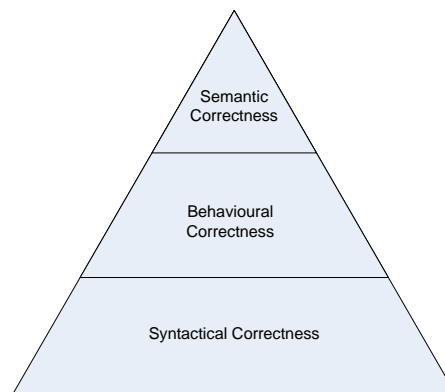 Semantic
Correctness
Behavioural
Correctness
Syntactical Correctness